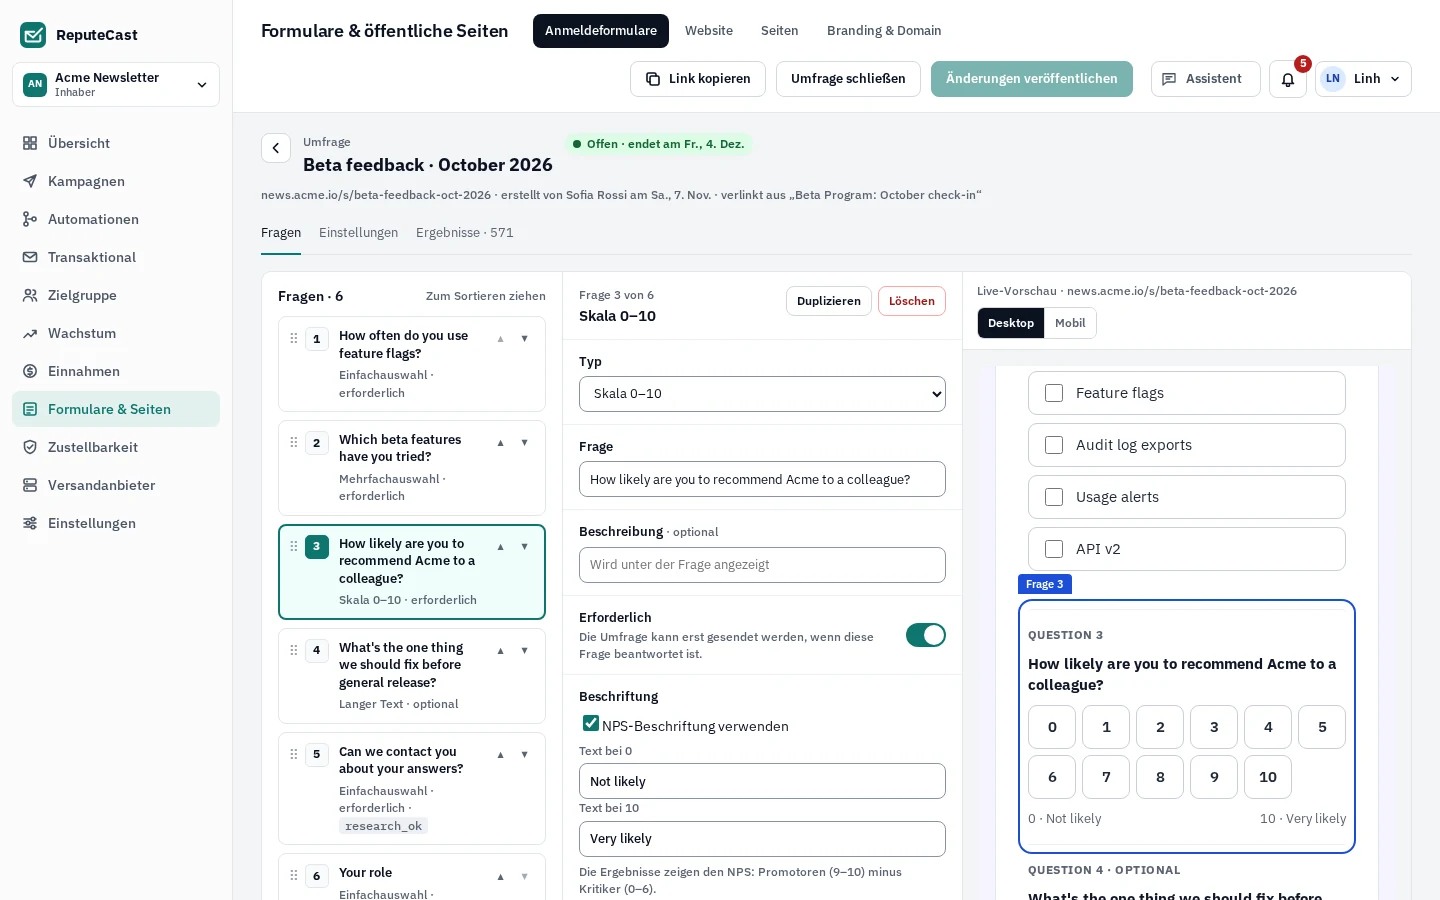 ReputeCast
AN
Acme Newsletter
Inhaber
Übersicht
Kampagnen
Automationen
Transaktional
Zielgruppe
Wachstum
Einnahmen
Formulare & Seiten
Zustellbarkeit
Versandanbieter
Einstellungen
Formulare & öffentliche Seiten
Anmeldeformulare
Website
Seiten
Branding & Domain
Link kopieren
Umfrage schließen
Änderungen veröffentlichen
Assistent
5
LN
Linh
Umfrage
Beta feedback · October 2026
Offen · endet am Fr., 4. Dez.
news.acme.io/s/beta-feedback-oct-2026 · erstellt von Sofia Rossi am Sa., 7. Nov. · verlinkt aus „Beta Program: October check-in“
Fragen
Einstellungen
Ergebnisse · 571
Fragen · 6
Zum Sortieren ziehen
1
How often do you use
feature flags?
Einfachauswahl ·
erforderlich
2
Which beta features
have you tried?
Mehrfachauswahl ·
erforderlich
3
How likely are you to
recommend Acme to a
colleague?
Skala 0–10 · erforderlich
4
What's the one thing
we should fix before
general release?
Langer Text · optional
5
Can we contact you
about your answers?
Einfachauswahl ·
erforderlich ·
research_ok
6
Your role
Einfachauswahl ·
Frage 3 von 6
Skala 0–10
Duplizieren
Löschen
Typ
Skala 0–10
Frage
How likely are you to recommend Acme to a colleague?
Beschreibung · optional
Wird unter der Frage angezeigt
Erforderlich
Die Umfrage kann erst gesendet werden, wenn diese
Frage beantwortet ist.
Beschriftung
NPS-Beschriftung verwenden
Text bei 0
Not likely
Text bei 10
Very likely
Die Ergebnisse zeigen den NPS: Promotoren (9–10) minus
Kritiker (0–6).
Live-Vorschau · news.acme.io/s/beta-feedback-oct-2026
Desktop
Mobil
Feature flags
Audit log exports
Usage alerts
API v2
Frage 3
QUESTION 3
How likely are you to recommend Acme to a
colleague?
0 1 2 3 4 5
6 7 8 9 10
0 · Not likely
10 · Very likely
QUESTION 4 · OPTIONAL
What's the one thing we should fix before